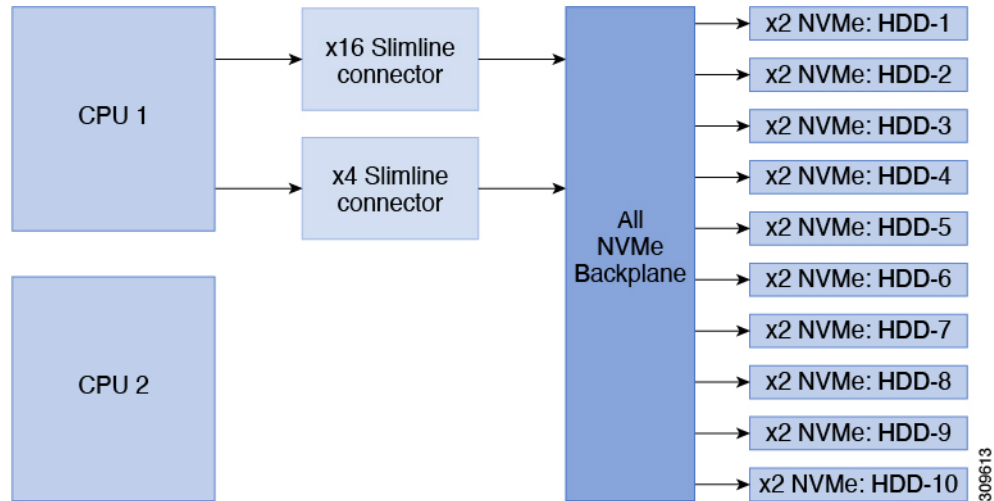 CPU 1
x16 Slimline
connector
x4 Slimline
connector
CPU 2
All
NVMe
Backplane
x2 NVMe: HDD-1
x2 NVMe: HDD-2
x2 NVMe: HDD-3
x2 NVMe: HDD-4
x2 NVMe: HDD-5
x2 NVMe: HDD-6
x2 NVMe: HDD-7
x2 NVMe: HDD-8
x2 NVMe: HDD-9
x2 NVMe: HDD-10
309613